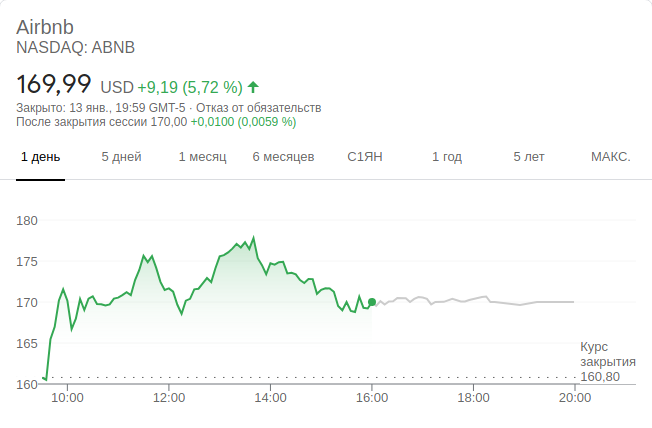 Airbnb
NASDAQ: ABNB
169,99 USD +9,19 (5,72 %)
Закрыто: 13 янв., 19:59 GMT-5 · Отказ от обязательств
После закрытия сессии 170,00 +0,0100 (0,0059 %)
1 день 5 дней 1 месяц 6 месяцев С1ЯН 1 год 5 лет МАКС.
180
175
170
165
160
Курс
закрытия
160,80
10:00 12:00 14:00 16:00 18:00 20:00